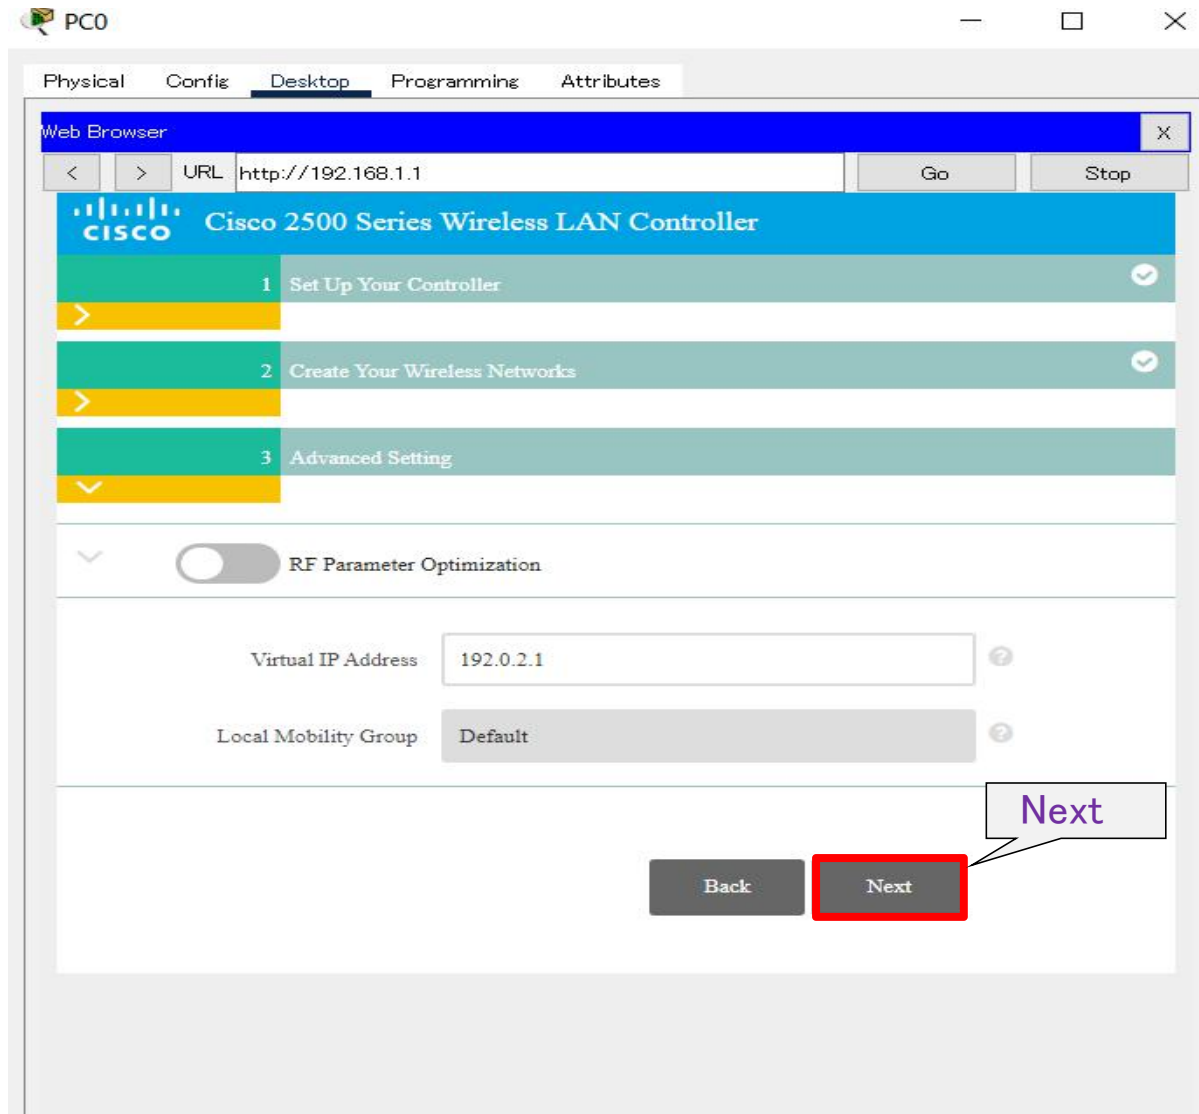 PC0
Physical Config Desktop Programming Attributes
Web Browser X
< > URL http://192.168.1.1 Go Stop
CISCO Cisco 2500 Series Wireless LAN Controller
1 Set Up Your Controller
2 Create Your Wireless Networks
3 Advanced Setting
RF Parameter Optimization
Virtual IP Address 192.0.2.1 ?
Local Mobility Group Default ?
Next
Back Next